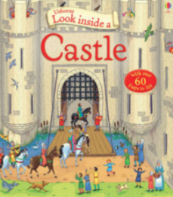 Usborne
Look inside a
Castle
with over
60
flaps to lift